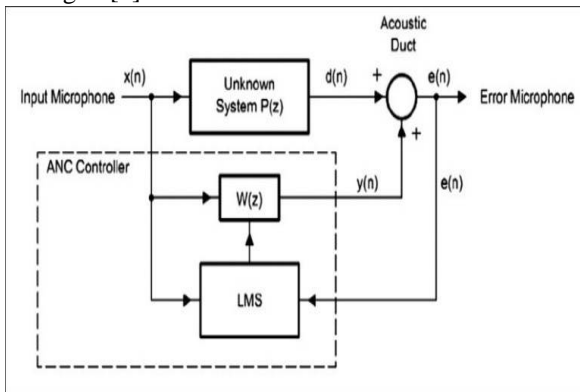 Acoustic
Duct
x(n)
Unknown
System P(z)
d(n)
+
e(n)
Input Microphone
Error Microphone
+
ANC Controller
W(z)
y(n)
e(n)
LMS